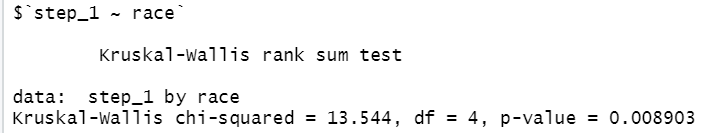 $`step_1 ~ race`
Kruskal-Wallis rank sum test
data:  step_1 by race
Kruskal-Wallis chi-squared = 13.544, df = 4, p-value = 0.008903